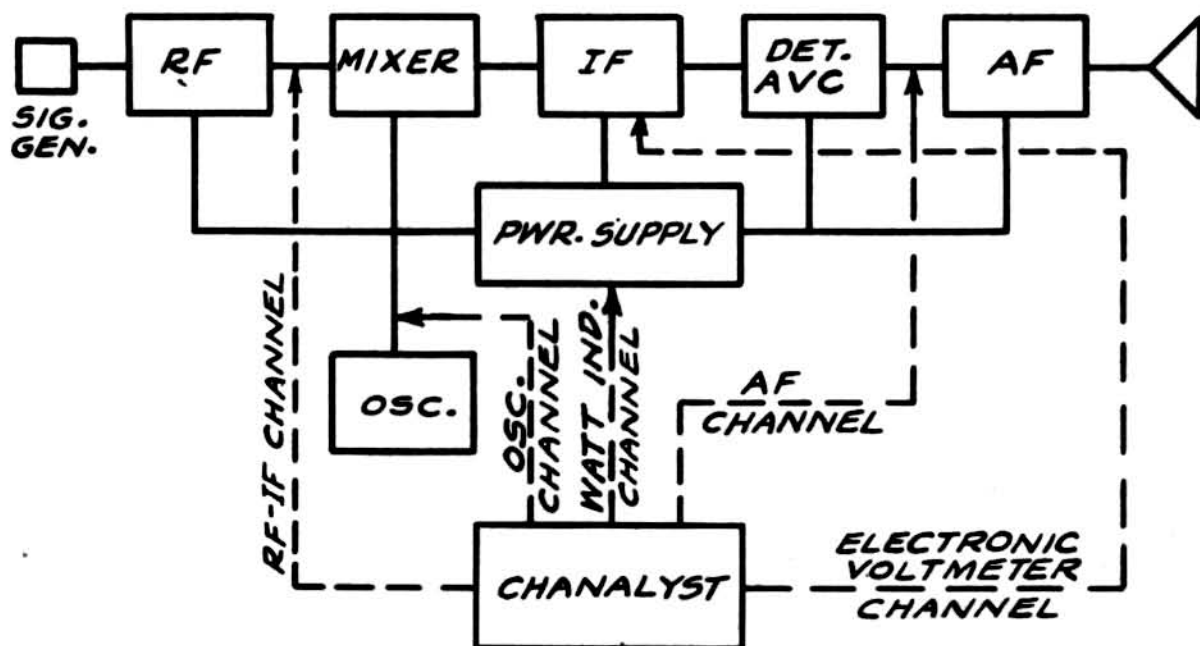 RF
MIXER
IF
DET.
AVC
AF
SIG.
GEN.
PWR. SUPPLY
OSC.
RF-IF CHANNEL
OSC.
CHANNEL
WATT IND.
CHANNEL
AF
CHANNEL
CHANALYST
ELECTRONIC
VOLTMETER
CHANNEL